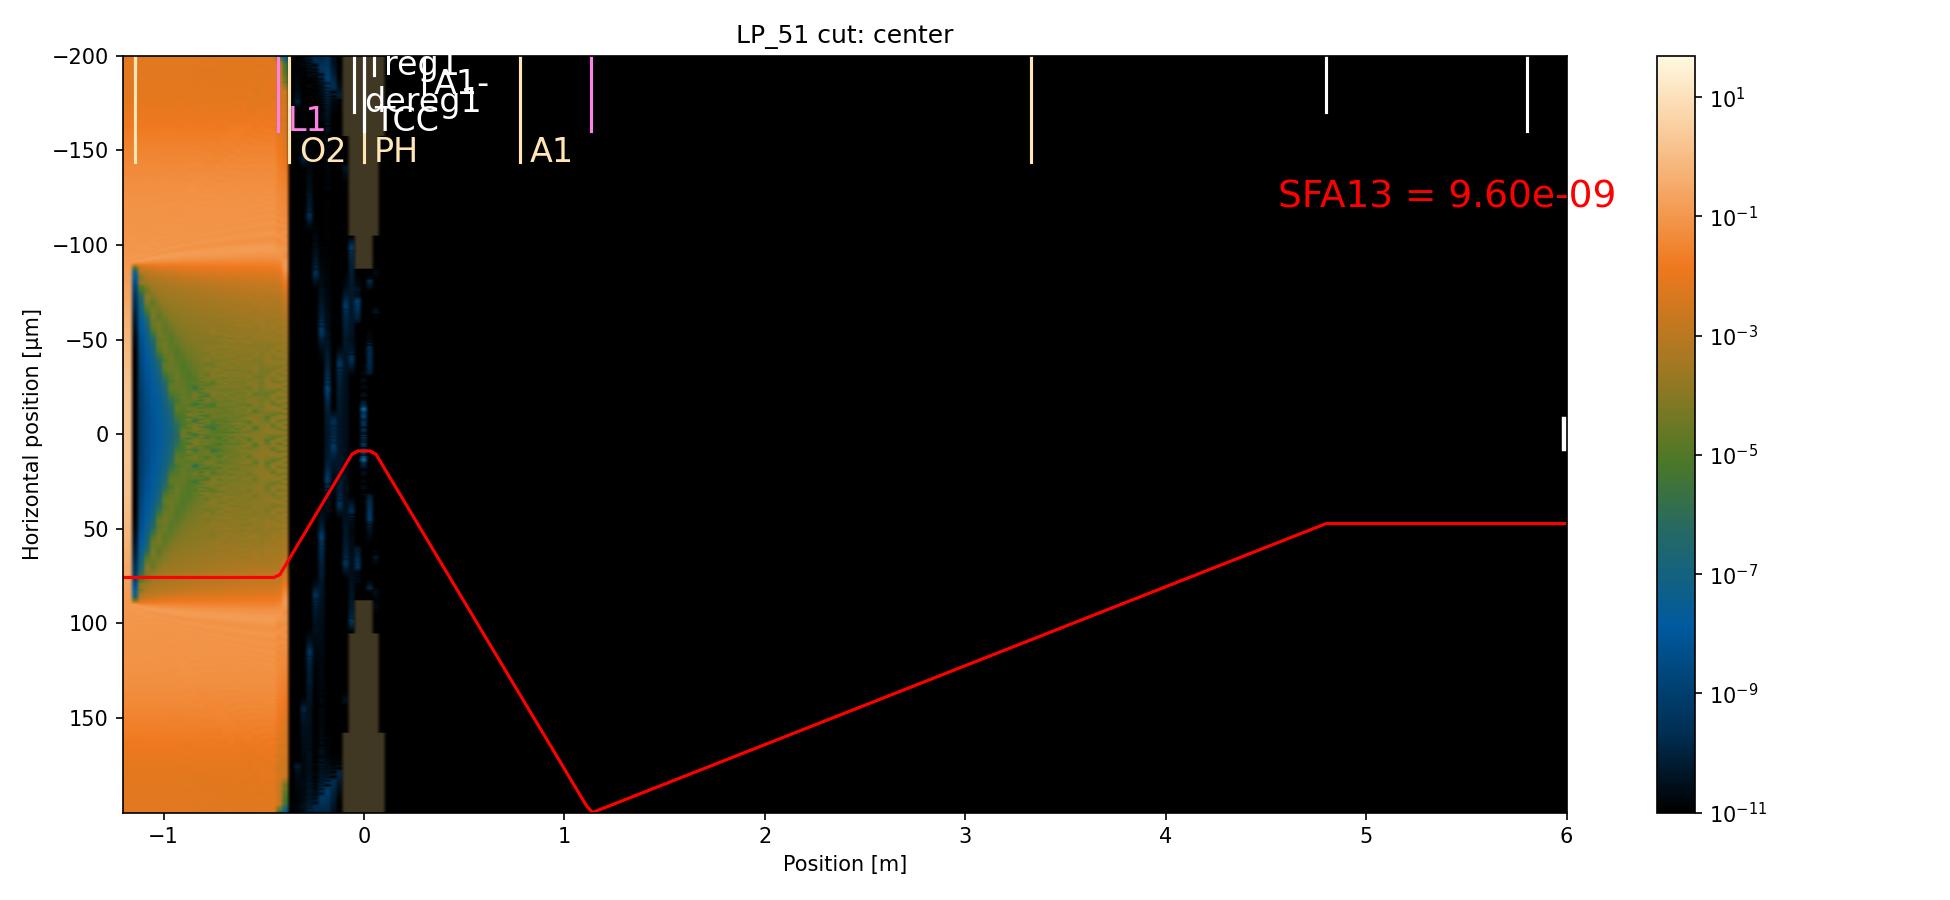 LP_51 cut: center
reg1
A1-
dereg1
L1
TCC
O2
PH
A1
SFA13 = 9.60e-09
Horizontal position [µm]
−200
−150
−100
−50
0
50
100
150
−1
0
1
2
3
4
5
6
Position [m]
10^1
10^−1
10^−3
10^−5
10^−7
10^−9
10^−11